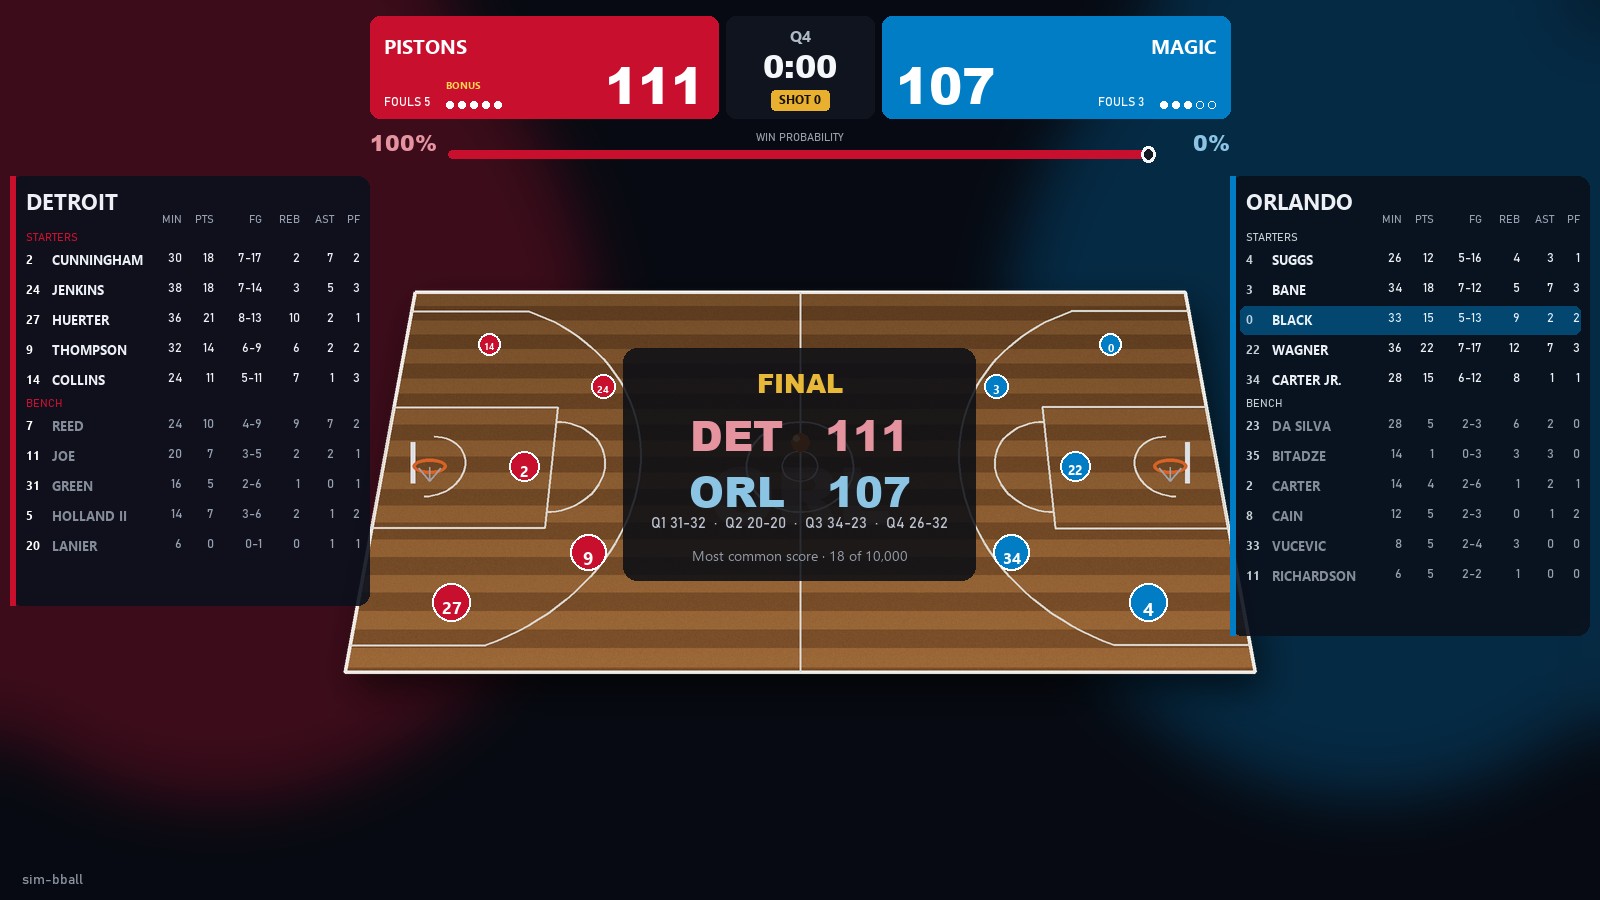 PISTONS
BONUS
FOULS 5
111
Q4
0:00
SHOT 0
MAGIC
107
FOULS 3
100%
WIN PROBABILITY
0%
DETROIT
MIN PTS FG REB AST PF
STARTERS
2 CUNNINGHAM 30 18 7-17 2 7 2
24 JENKINS 38 18 7-14 3 5 3
27 HUERTER 36 21 8-13 10 2 1
9 THOMPSON 32 14 6-9 6 2 2
14 COLLINS 24 11 5-11 7 1 3
BENCH
7 REED 24 10 4-9 9 7 2
11 JOE 20 7 3-5 2 2 1
31 GREEN 16 5 2-6 1 0 1
5 HOLLAND II 14 7 3-6 2 1 2
20 LANIER 6 0 0-1 0 1 1
14
24
2
9
27
FINAL
DET 111
ORL 107
Q1 31-32 · Q2 20-20 · Q3 34-23 · Q4 26-32
Most common score · 18 of 10,000
0
3
22
34
4
ORLANDO
MIN PTS FG REB AST PF
STARTERS
4 SUGGS 26 12 5-16 4 3 1
3 BANE 34 18 7-12 5 7 3
0 BLACK 33 15 5-13 9 2 2
22 WAGNER 36 22 7-17 12 7 3
34 CARTER JR. 28 15 6-12 8 1 1
BENCH
23 DA SILVA 28 5 2-3 6 2 0
35 BITADZE 14 1 0-3 3 3 0
2 CARTER 14 4 2-6 1 2 1
8 CAIN 12 5 2-3 0 1 2
33 VUCEVIC 8 5 2-4 3 0 0
11 RICHARDSON 6 5 2-2 1 0 0
sim-bball